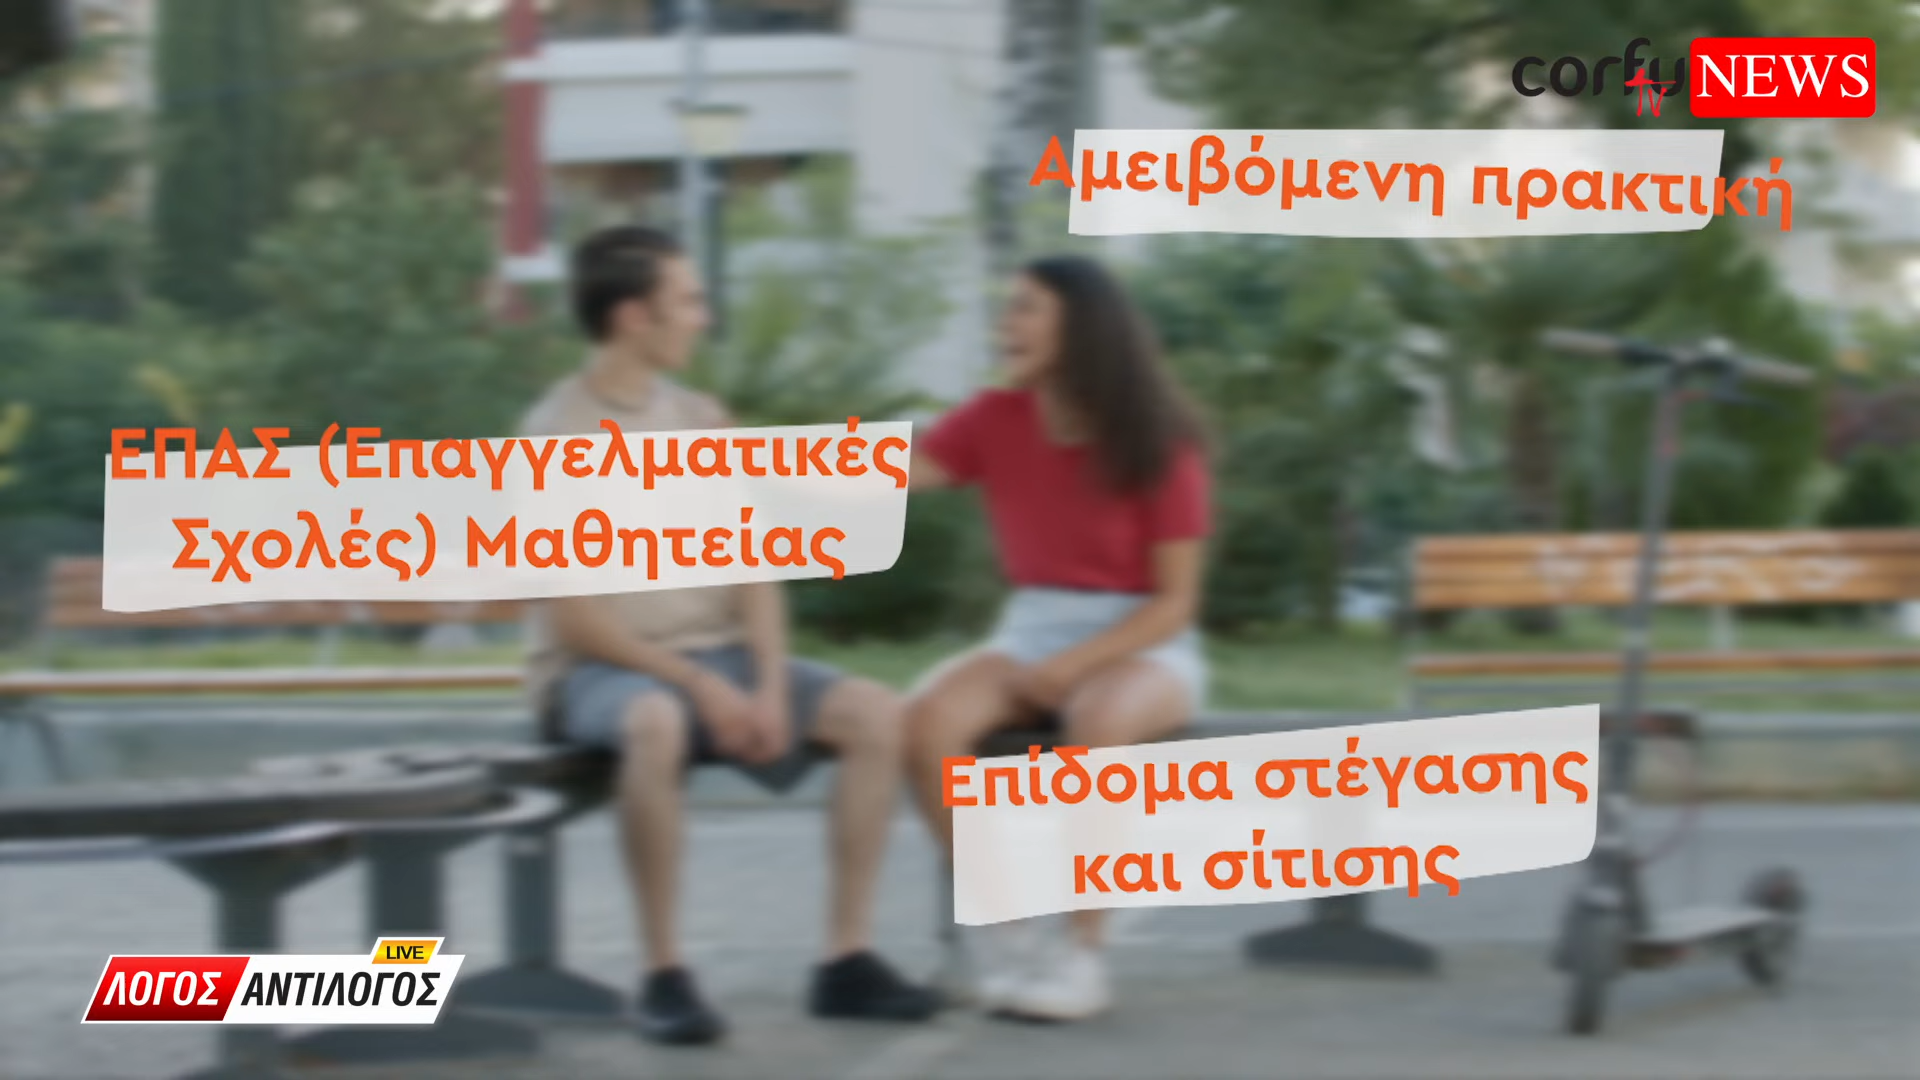 corfu tv NEWS
Αμειβόμενη πρακτική
ΕΠΑΣ (Επαγγελματικές
Σχολές) Μαθητείας
Επίδομα στέγασης
και σίτισης
LIVE
ΛΟΓΟΣ ΑΝΤΙΛΟΓΟΣ